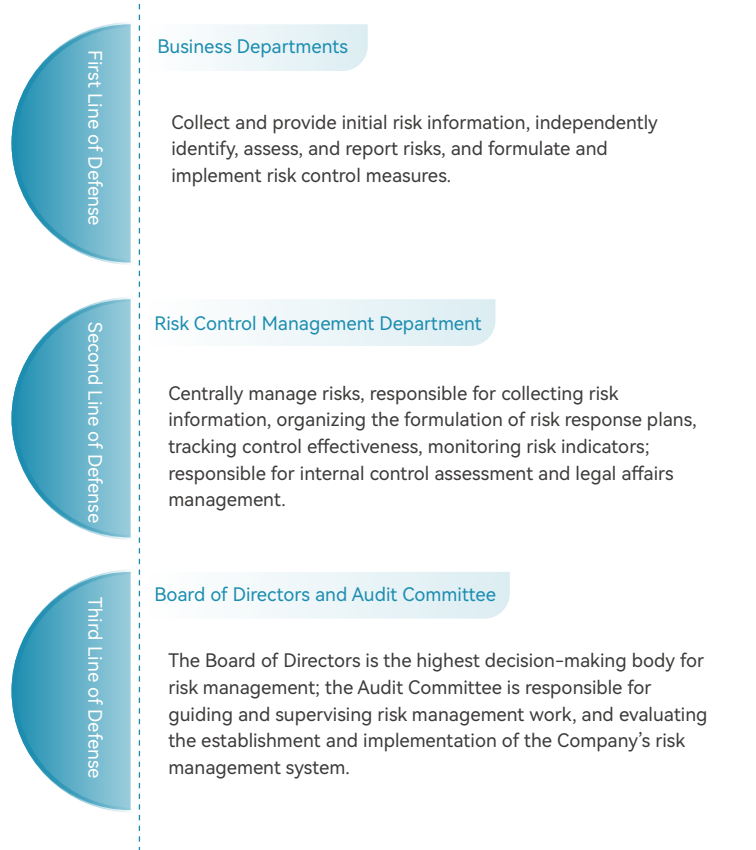 First Line of Defense
Business Departments
Collect and provide initial risk information, independently
identify, assess, and report risks, and formulate and
implement risk control measures.
Second Line of Defense
Risk Control Management Department
Centrally manage risks, responsible for collecting risk
information, organizing the formulation of risk response plans,
tracking control effectiveness, monitoring risk indicators;
responsible for internal control assessment and legal affairs
management.
Third Line of Defense
Board of Directors and Audit Committee
The Board of Directors is the highest decision-making body for
risk management; the Audit Committee is responsible for
guiding and supervising risk management work, and evaluating
the establishment and implementation of the Company’s risk
management system.